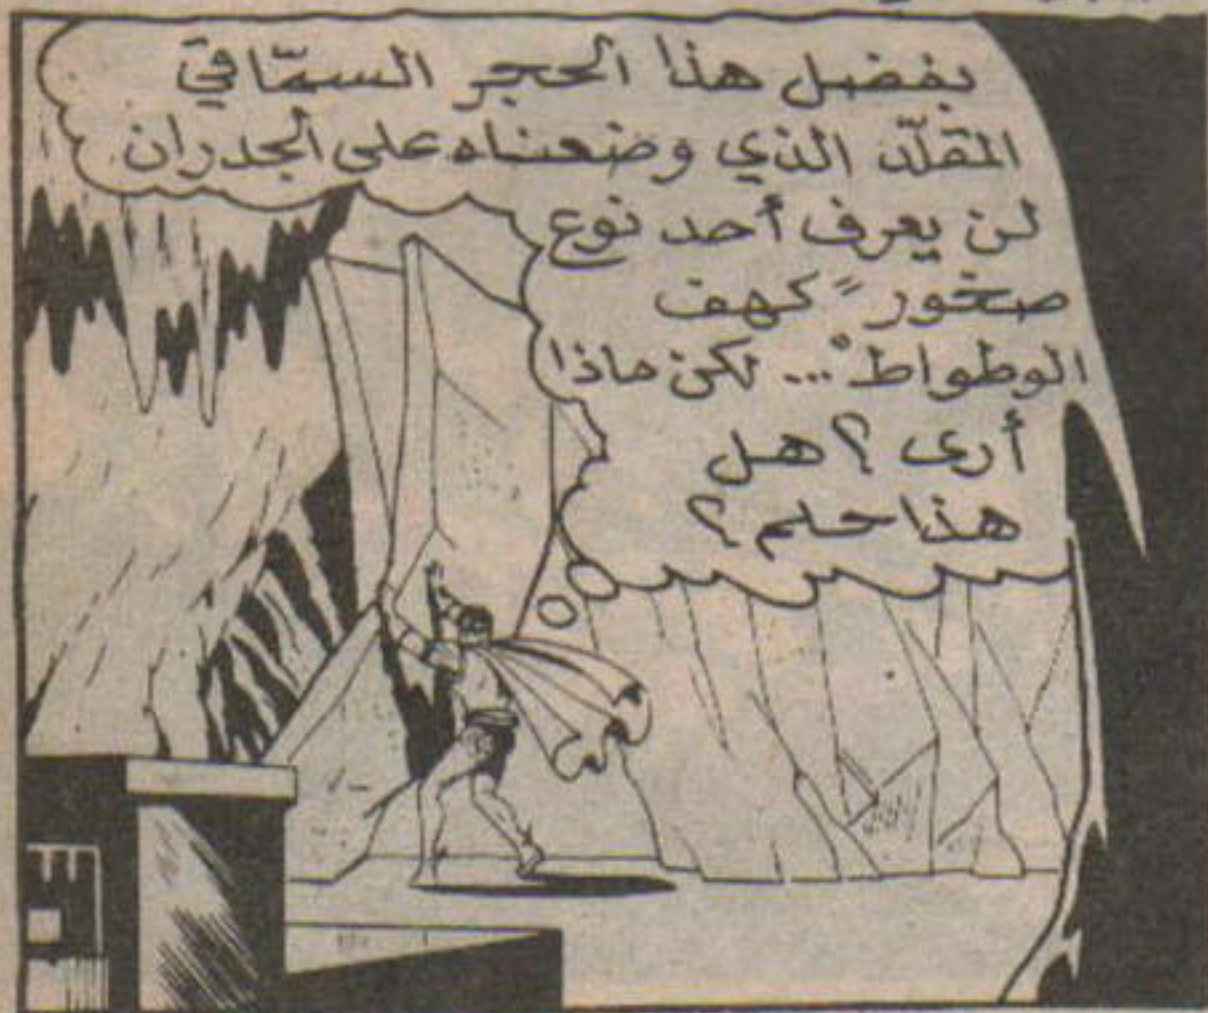 بفضل هذا الحجر السمّاقي
المقلّد الذي وضعناه على الجدران
لن يعرف أحد نوع
صخور "كهف
الوطواط"... لكن ماذا
أرى ؟ هل
هذا حلم ؟